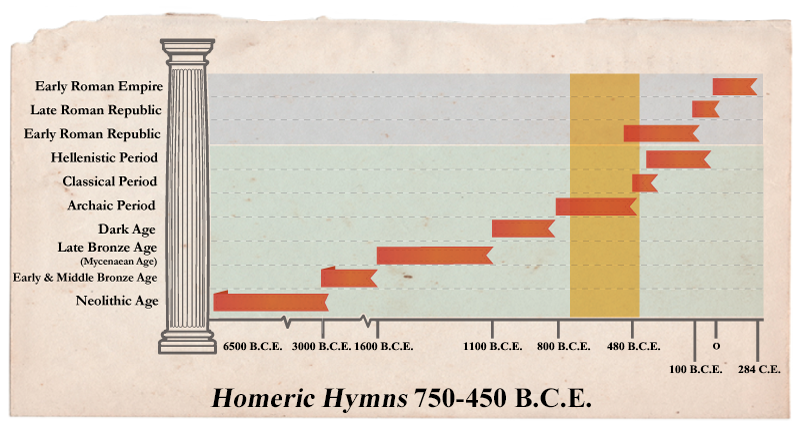 Early Roman Empire
Late Roman Republic
Early Roman Republic
Hellenistic Period
Classical Period
Archaic Period
Dark Age
Late Bronze Age
(Mycenaean Age)
Early & Middle Bronze Age
Neolithic Age
6500 B.C.E. 3000 B.C.E. 1600 B.C.E. 1100 B.C.E. 800 B.C.E. 480 B.C.E. 0
100 B.C.E. 284 C.E.
Homeric Hymns 750-450 B.C.E.